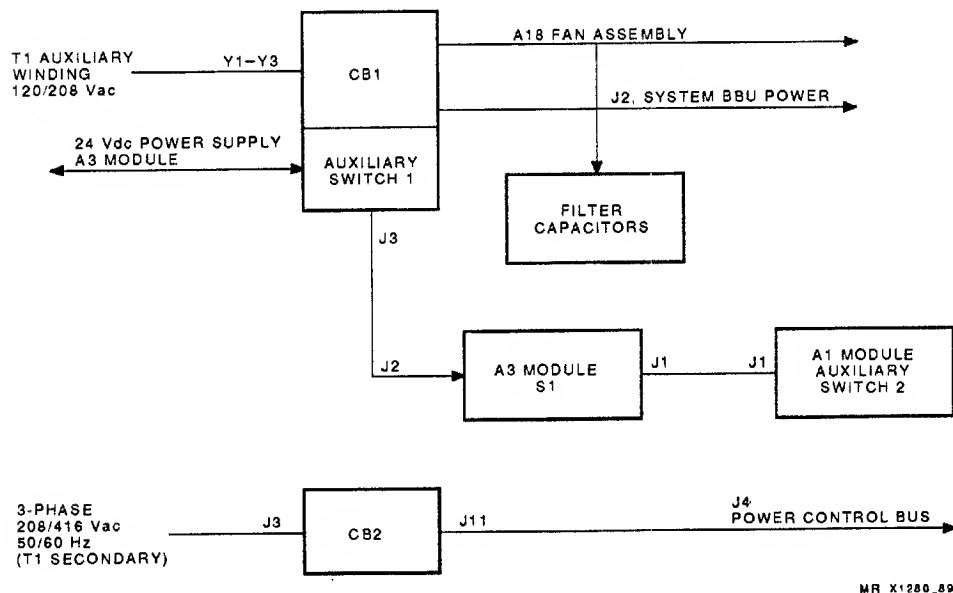 A18 FAN ASSEMBLY
T1 AUXILIARY
WINDING
120/208 Vac
Y1–Y3
CB1
J2, SYSTEM BBU POWER
24 Vdc POWER SUPPLY
A3 MODULE
AUXILIARY
SWITCH 1
FILTER
CAPACITORS
J3
J2
A3 MODULE
S1
J1
J1
A1 MODULE
AUXILIARY
SWITCH 2
3-PHASE
208/416 Vac
50/60 Hz
(T1 SECONDARY)
J3
CB2
J11
J4
POWER CONTROL BUS
MR_X1280_89